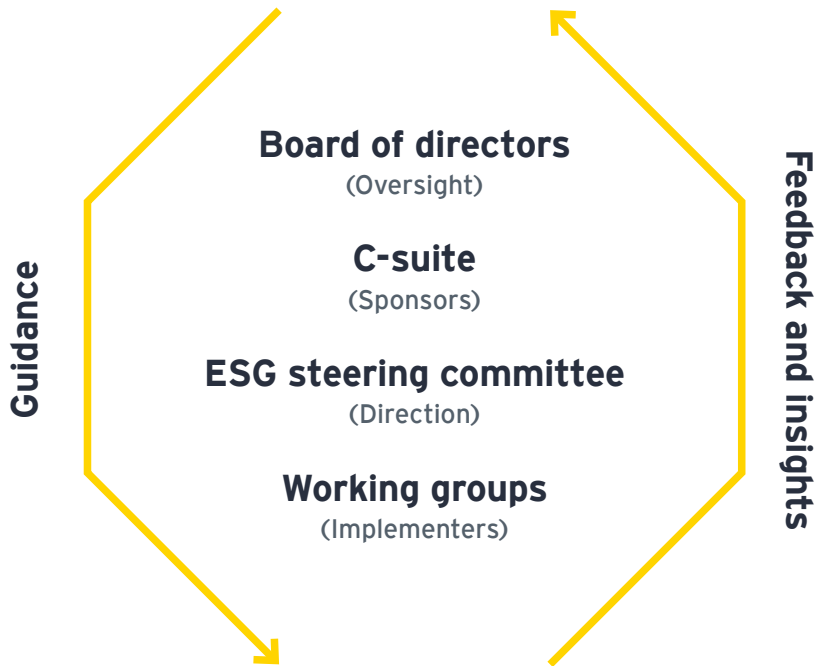 Board of directors
(Oversight)
C-suite
(Sponsors)
ESG steering committee
(Direction)
Working groups
(Implementers)
Guidance
Feedback and insights